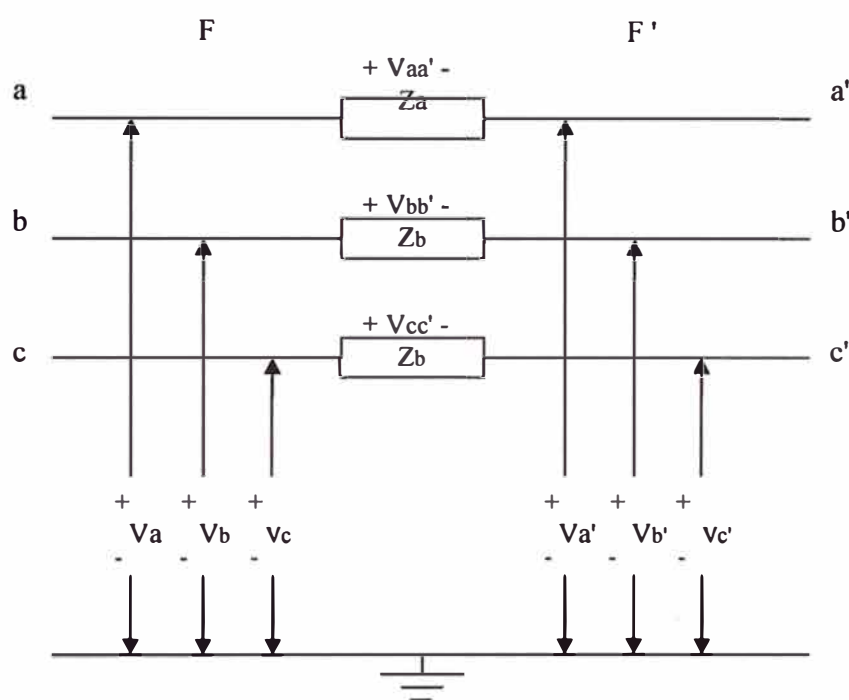 F F '
+ Vaa' -
a Za a'
+ Vbb' -
b Zb b'
+ Vcc' -
c Zb c'
+ + + + + +
Va Vb vc Va' Vb' vc'
- - - - - -